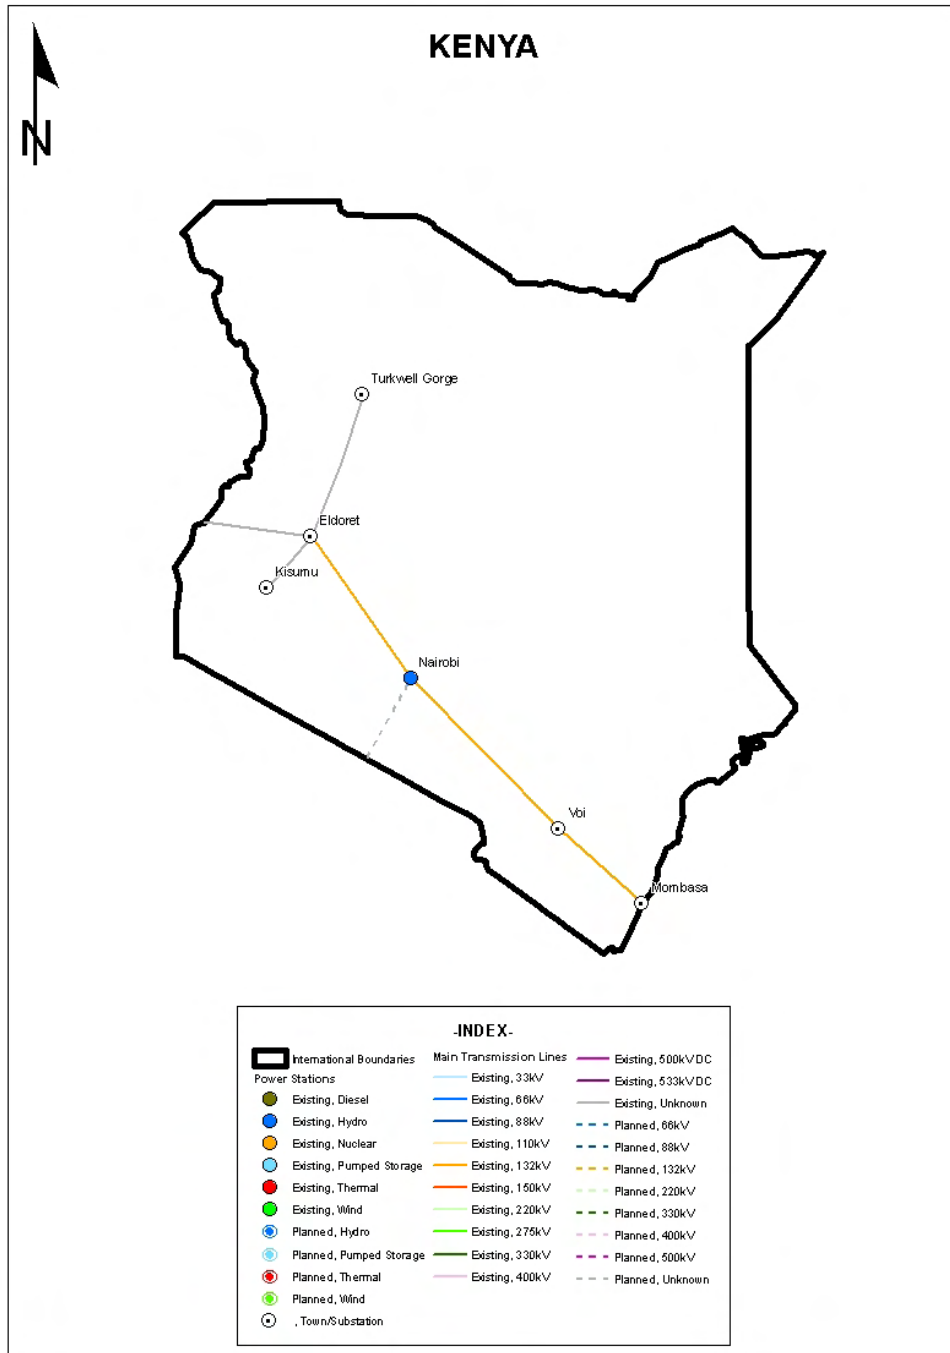 KENYA
N
Turkwell Gorge
Eldoret
Kisumu
Nairobi
Voi
Mombasa
-INDEX-
International Boundaries
Power Stations
Existing, Diesel
Existing, Hydro
Existing, Nuclear
Existing, Pumped Storage
Existing, Thermal
Existing, Wind
Planned, Hydro
Planned, Pumped Storage
Planned, Thermal
Planned, Wind
, Town/Substation
Main Transmission Lines
Existing, 33kV
Existing, 66kV
Existing, 88kV
Existing, 110kV
Existing, 132kV
Existing, 150kV
Existing, 220kV
Existing, 275kV
Existing, 330kV
Existing, 400kV
Existing, 500kV DC
Existing, 533kV DC
Existing, Unknown
Planned, 66kV
Planned, 88kV
Planned, 132kV
Planned, 220kV
Planned, 330kV
Planned, 400kV
Planned, 500kV
Planned, Unknown